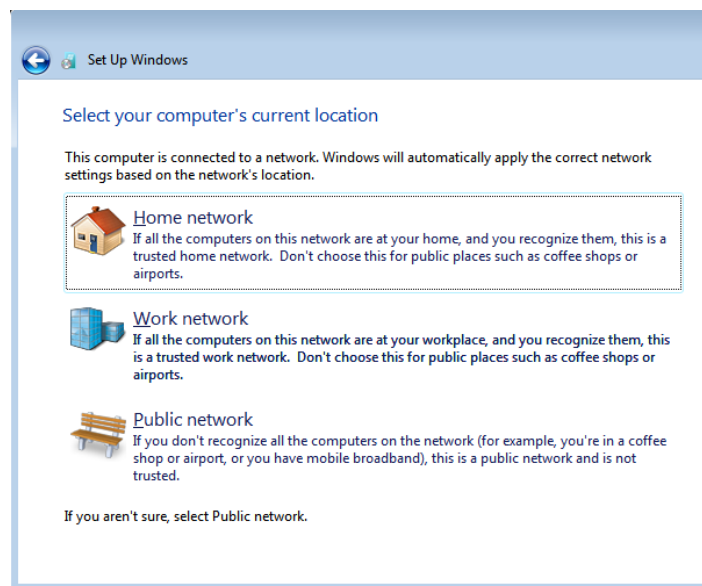 Set Up Windows
Select your computer's current location
This computer is connected to a network. Windows will automatically apply the correct network
settings based on the network's location.
Home network
If all the computers on this network are at your home, and you recognize them, this is a
trusted home network.  Don't choose this for public places such as coffee shops or
airports.
Work network
If all the computers on this network are at your workplace, and you recognize them, this
is a trusted work network.  Don't choose this for public places such as coffee shops or
airports.
Public network
If you don't recognize all the computers on the network (for example, you're in a coffee
shop or airport, or you have mobile broadband), this is a public network and is not
trusted.
If you aren't sure, select Public network.